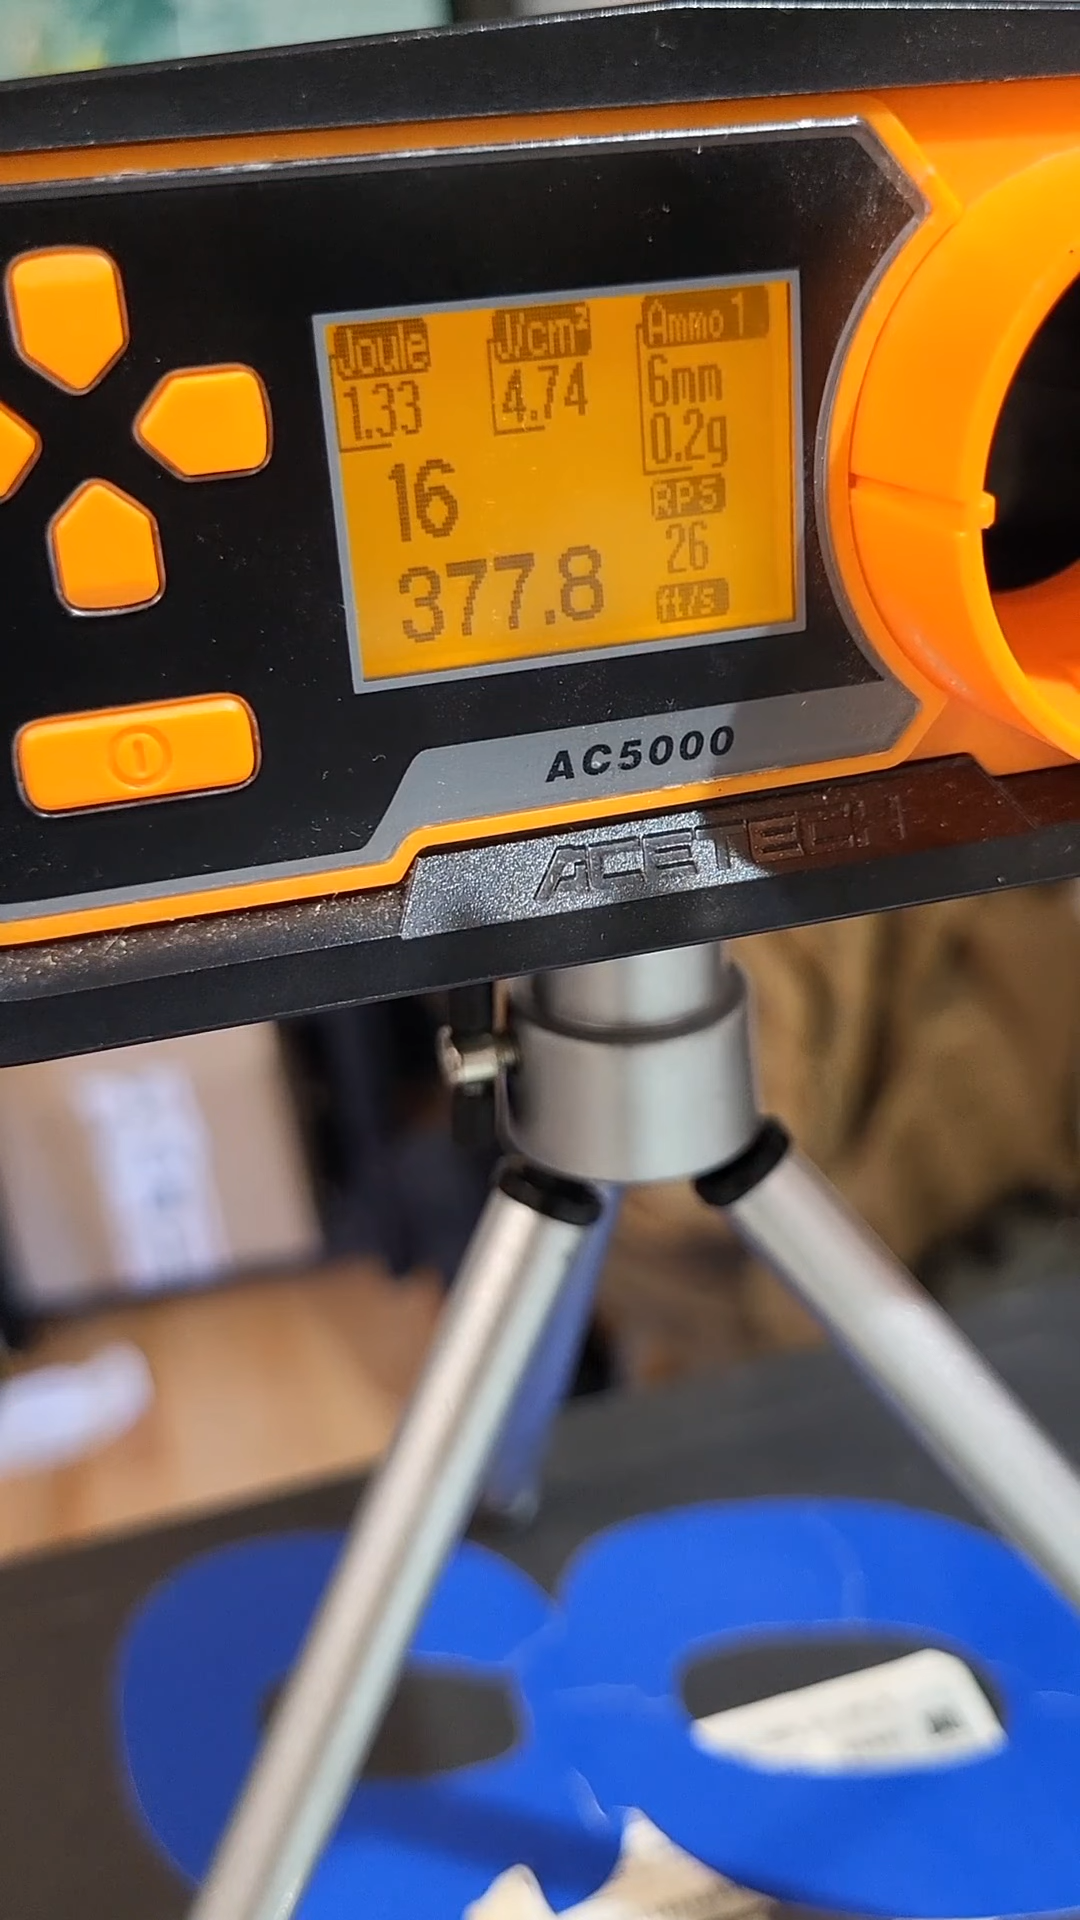 Joule J/cm² Ammo 1
1.33 4.74 6mm
0.2g
16 RPS
26
377.8 ft/s
AC5000
ACETECH